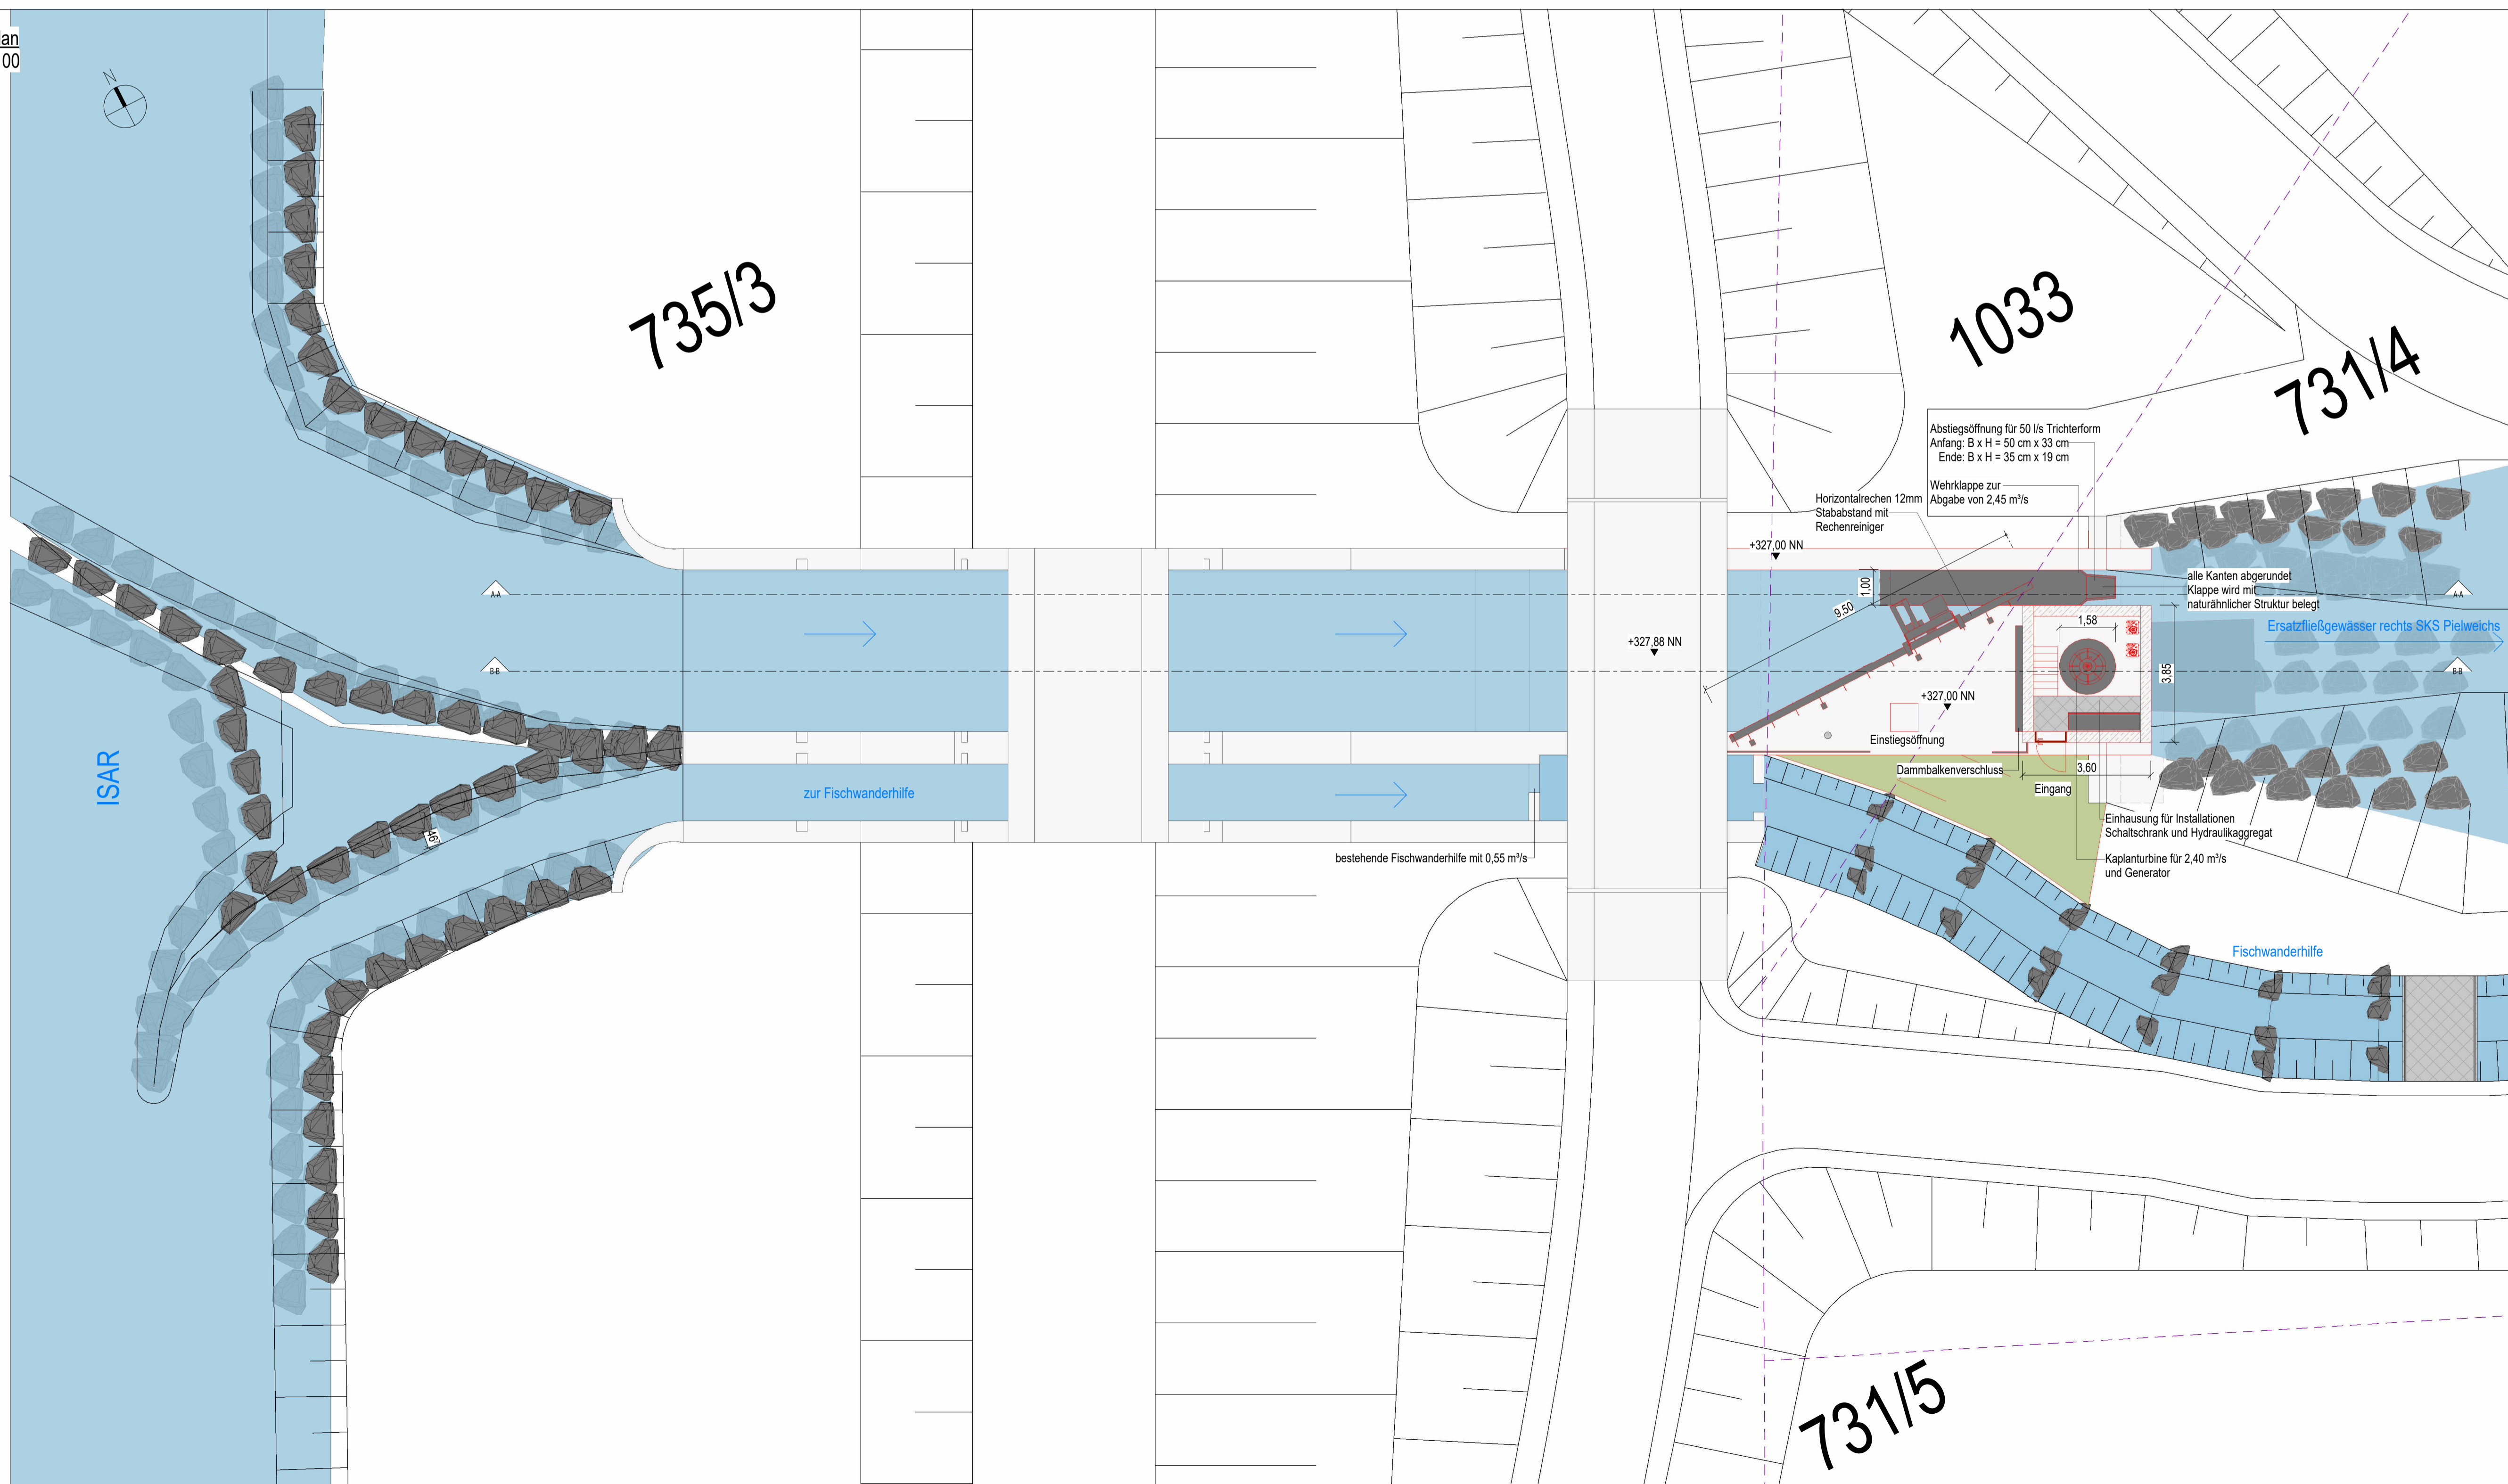 lan
00
N
735/3
1033
731/4
Abstiegsöffnung für 50 l/s Trichterform
Anfang: B x H = 50 cm x 33 cm
Ende: B x H = 35 cm x 19 cm
Wehrklappe zur
Abgabe von 2,45 m³/s
Horizontalrechen 12mm
Stababstand mit
Rechenreiniger
+327,00 NN
1,00
9,50
alle Kanten abgerundet
Klappe wird mit
naturähnlicher Struktur belegt
A-A
A-A
1,58
Ersatzfließgewässer rechts SKS Pielweichs
+327,88 NN
B-B
B-B
3,85
+327,00 NN
Einstiegsöffnung
ISAR
Dammbalkenverschluss
3,60
Eingang
zur Fischwanderhilfe
Einhausung für Installationen
Schaltschrank und Hydraulikaggregat
46⁵
bestehende Fischwanderhilfe mit 0,55 m³/s
Kaplanturbine für 2,40 m³/s
und Generator
Fischwanderhilfe
731/5